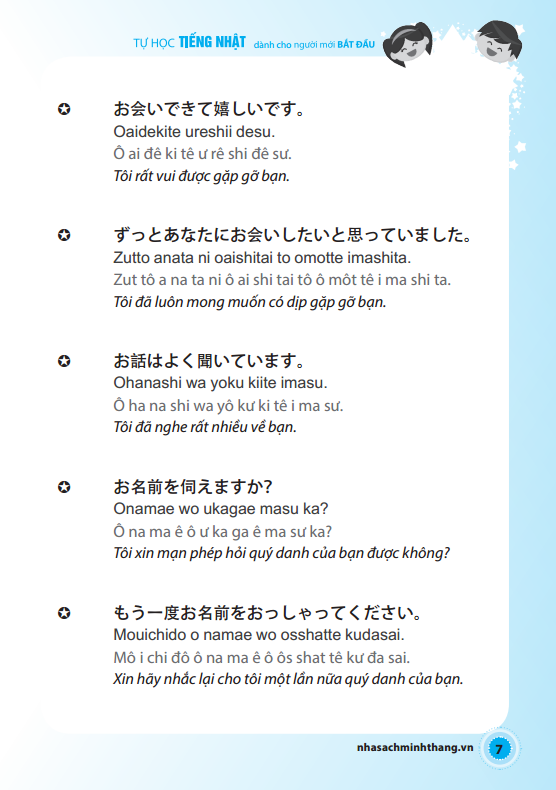 TỰ HỌC TIẾNG NHẬT dành cho người mới BẮT ĐẦU
✪ お会いできて嬉しいです。
Oaidekite ureshii desu.
Ô ai đê ki tê ư rê shi đê sư.
Tôi rất vui được gặp gỡ bạn.
✪ ずっとあなたにお会いしたいと思っていました。
Zutto anata ni oaishitai to omotte imashita.
Zut tô a na ta ni ô ai shi tai tô ô môt tê i ma shi ta.
Tôi đã luôn mong muốn có dịp gặp gỡ bạn.
✪ お話はよく聞いています。
Ohanashi wa yoku kiite imasu.
Ô ha na shi wa yô kư ki tê i ma sư.
Tôi đã nghe rất nhiều về bạn.
✪ お名前を伺えますか?
Onamae wo ukagae masu ka?
Ô na ma ê ô ư ka ga ê ma sư ka?
Tôi xin mạn phép hỏi quý danh của bạn được không?
✪ もう一度お名前をおっしゃってください。
Mouichido o namae wo osshatte kudasai.
Mô i chi đô ô na ma ê ô ôs shat tê kư đa sai.
Xin hãy nhắc lại cho tôi một lần nữa quý danh của bạn.
nhasachminhthang.vn 7